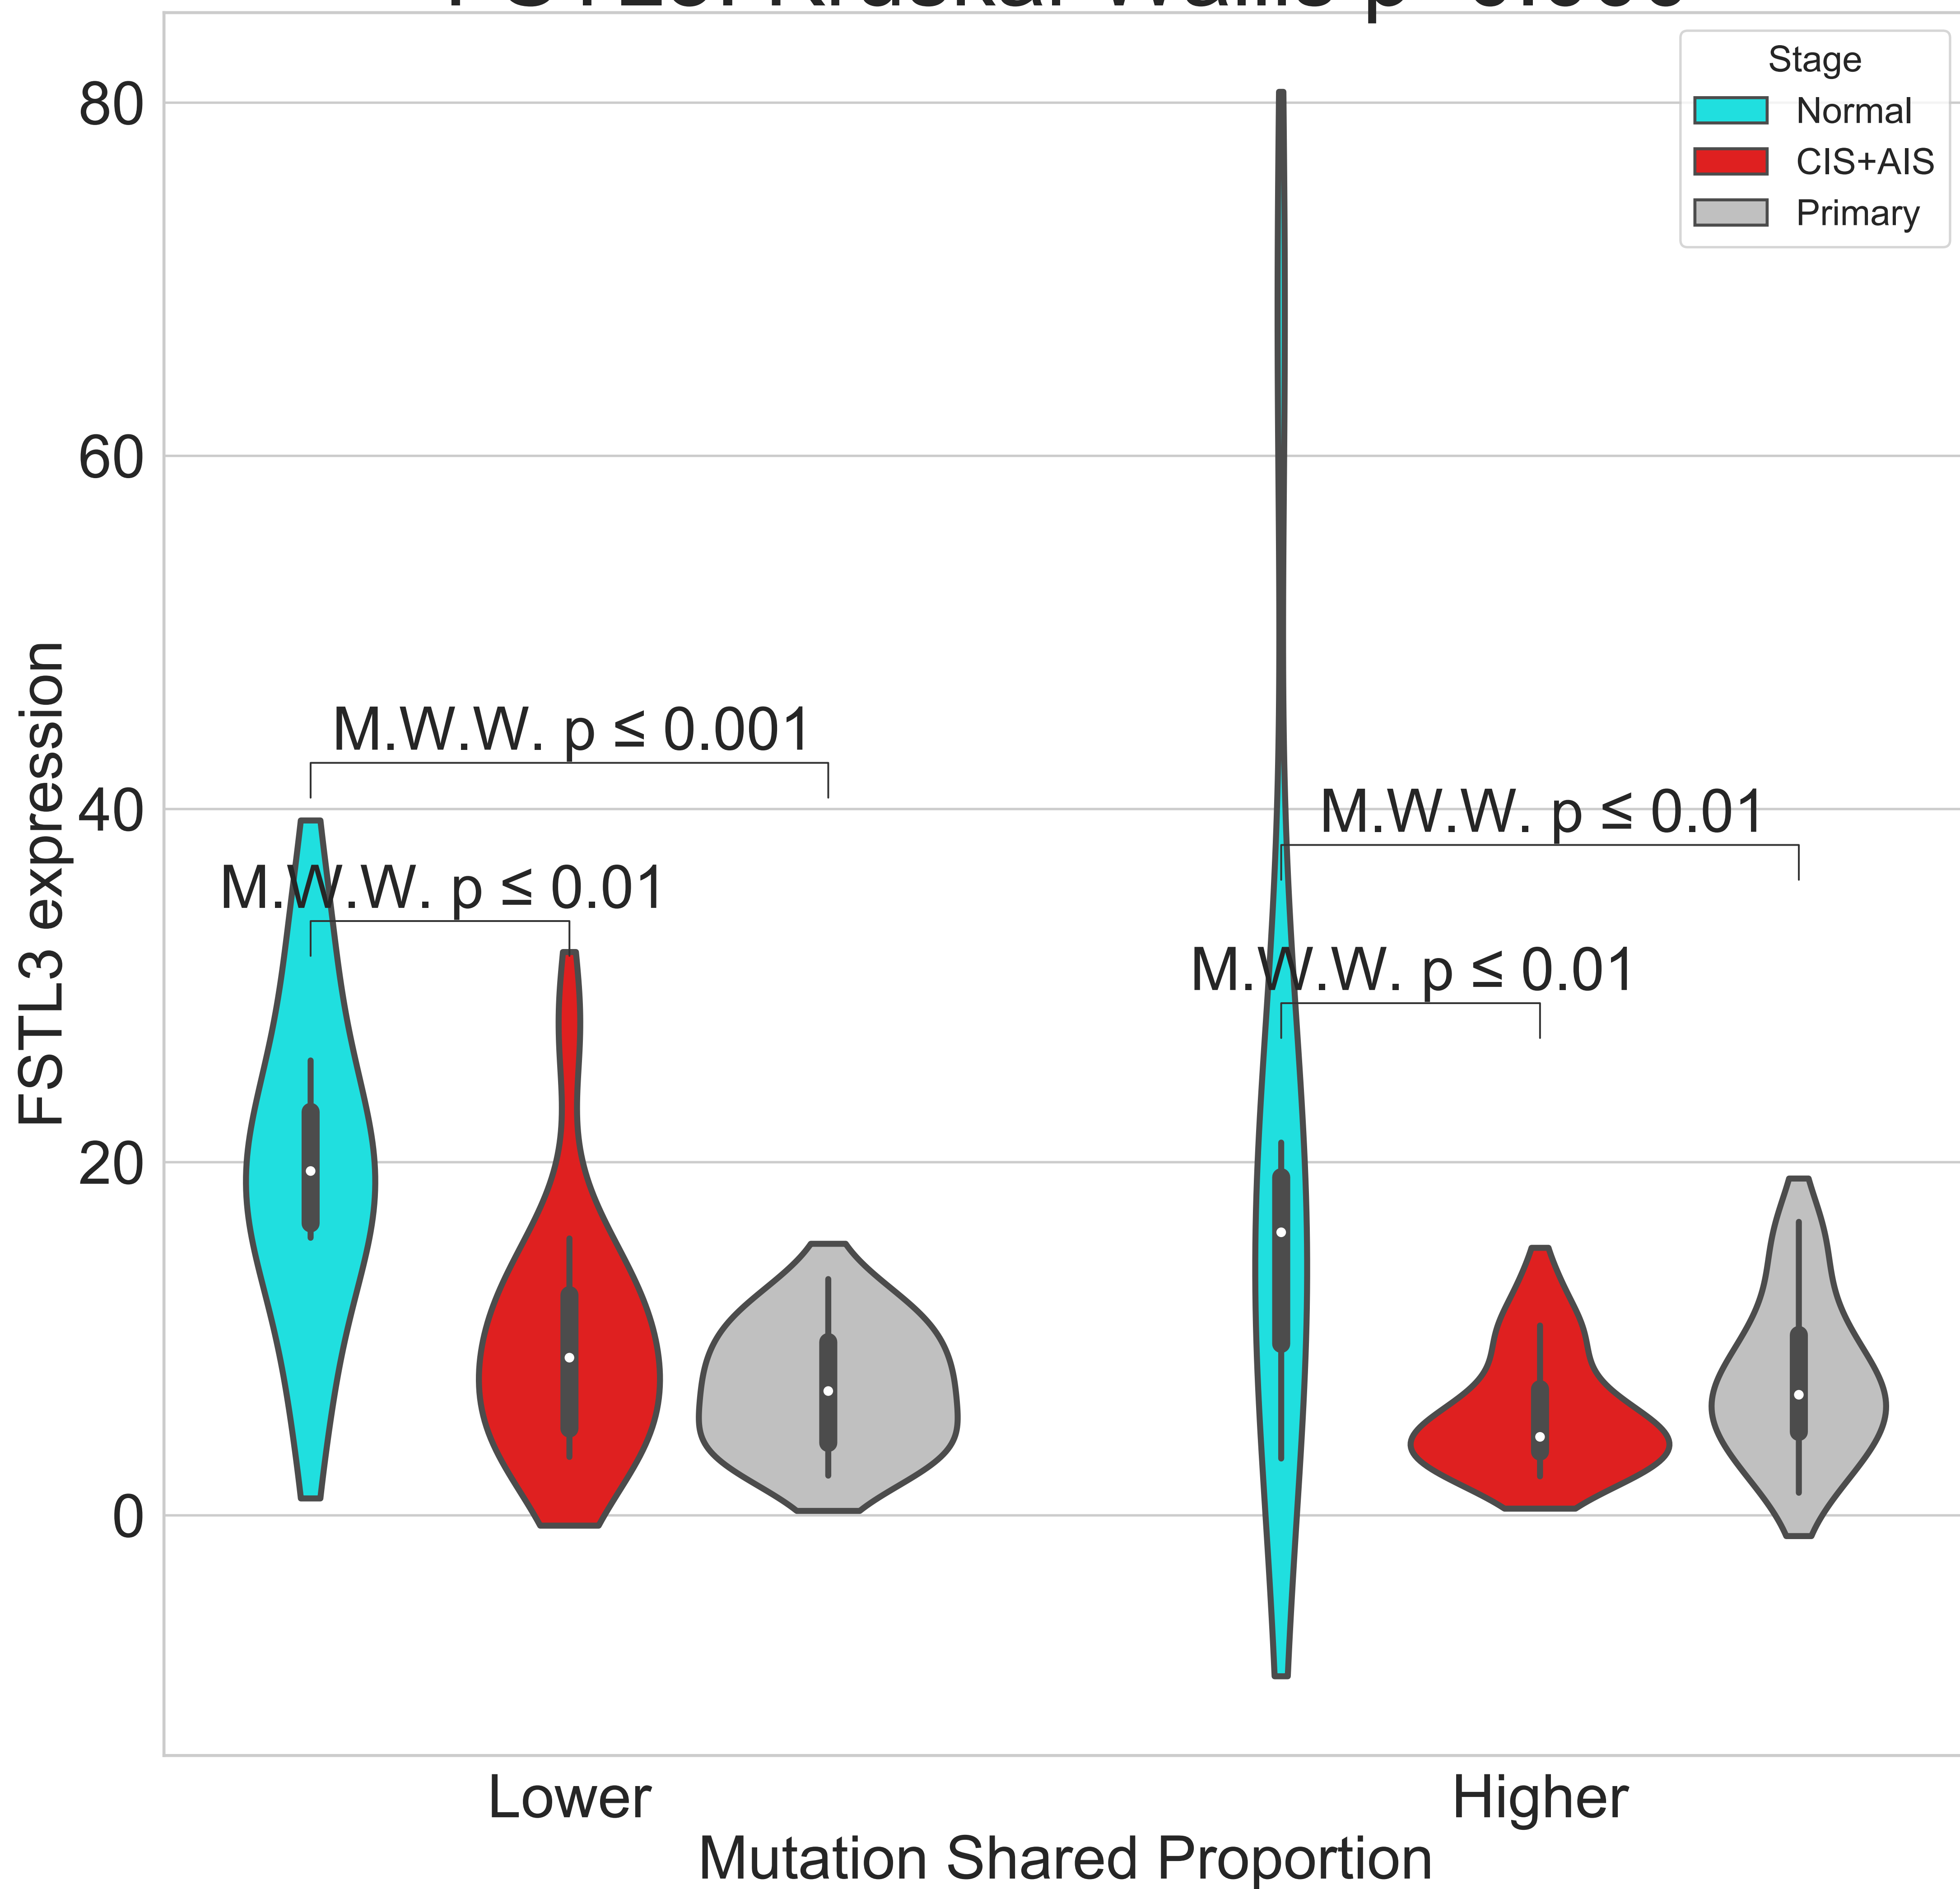 Stage
Normal
CIS+AIS
Primary
80
60
40
20
0
FSTL3 expression
M.W.W. p ≤ 0.001
M.W.W. p ≤ 0.01
M.W.W. p ≤ 0.01
M.W.W. p ≤ 0.01
Lower
Higher
Mutation Shared Proportion